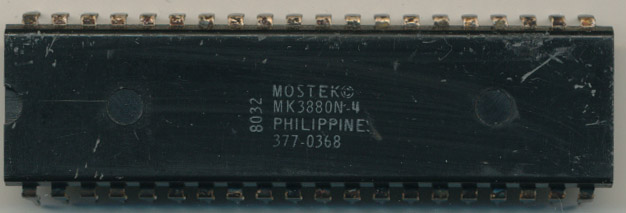 MOSTEK©
MK3880N-4
PHILIPPINES
377-0368
8032